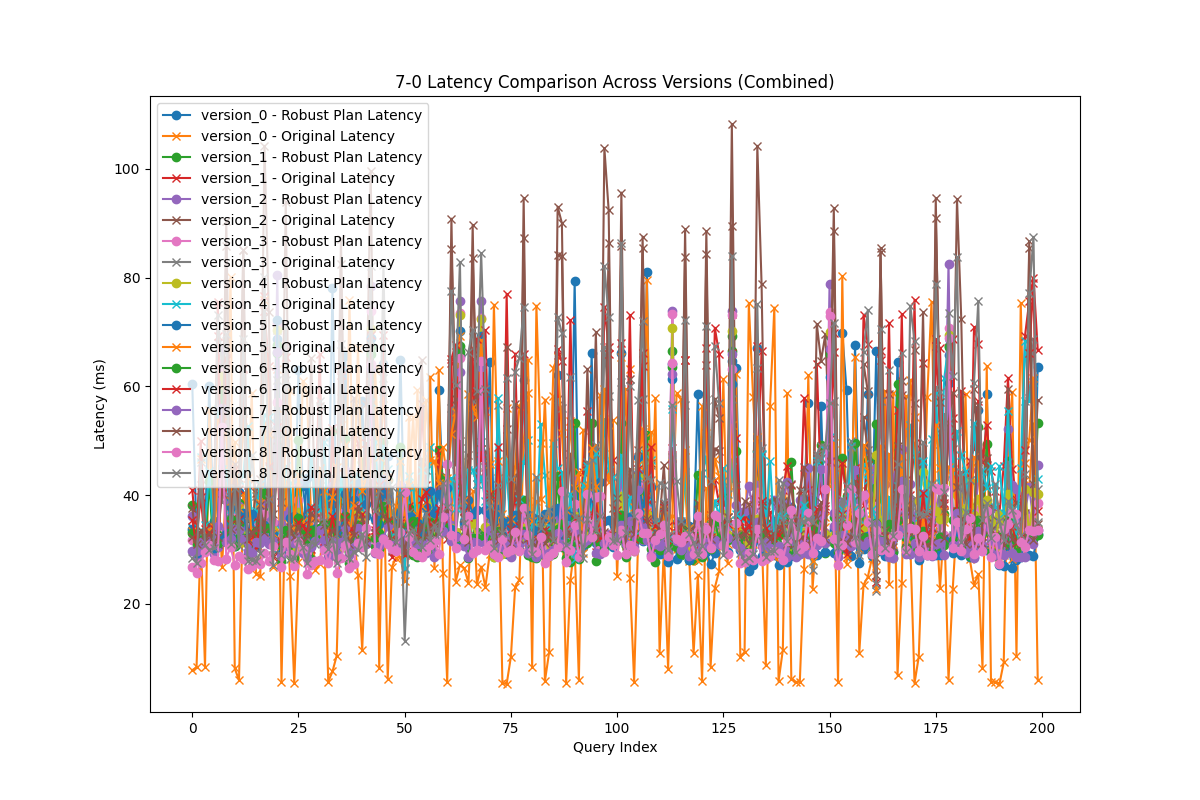 7-0 Latency Comparison Across Versions (Combined)
version_0 - Robust Plan Latency
version_0 - Original Latency
version_1 - Robust Plan Latency
version_1 - Original Latency
version_2 - Robust Plan Latency
version_2 - Original Latency
version_3 - Robust Plan Latency
version_3 - Original Latency
version_4 - Robust Plan Latency
version_4 - Original Latency
version_5 - Robust Plan Latency
version_5 - Original Latency
version_6 - Robust Plan Latency
version_6 - Original Latency
version_7 - Robust Plan Latency
version_7 - Original Latency
version_8 - Robust Plan Latency
version_8 - Original Latency
Latency (ms)
100
80
60
40
20
0 25 50 75 100 125 150 175 200
Query Index